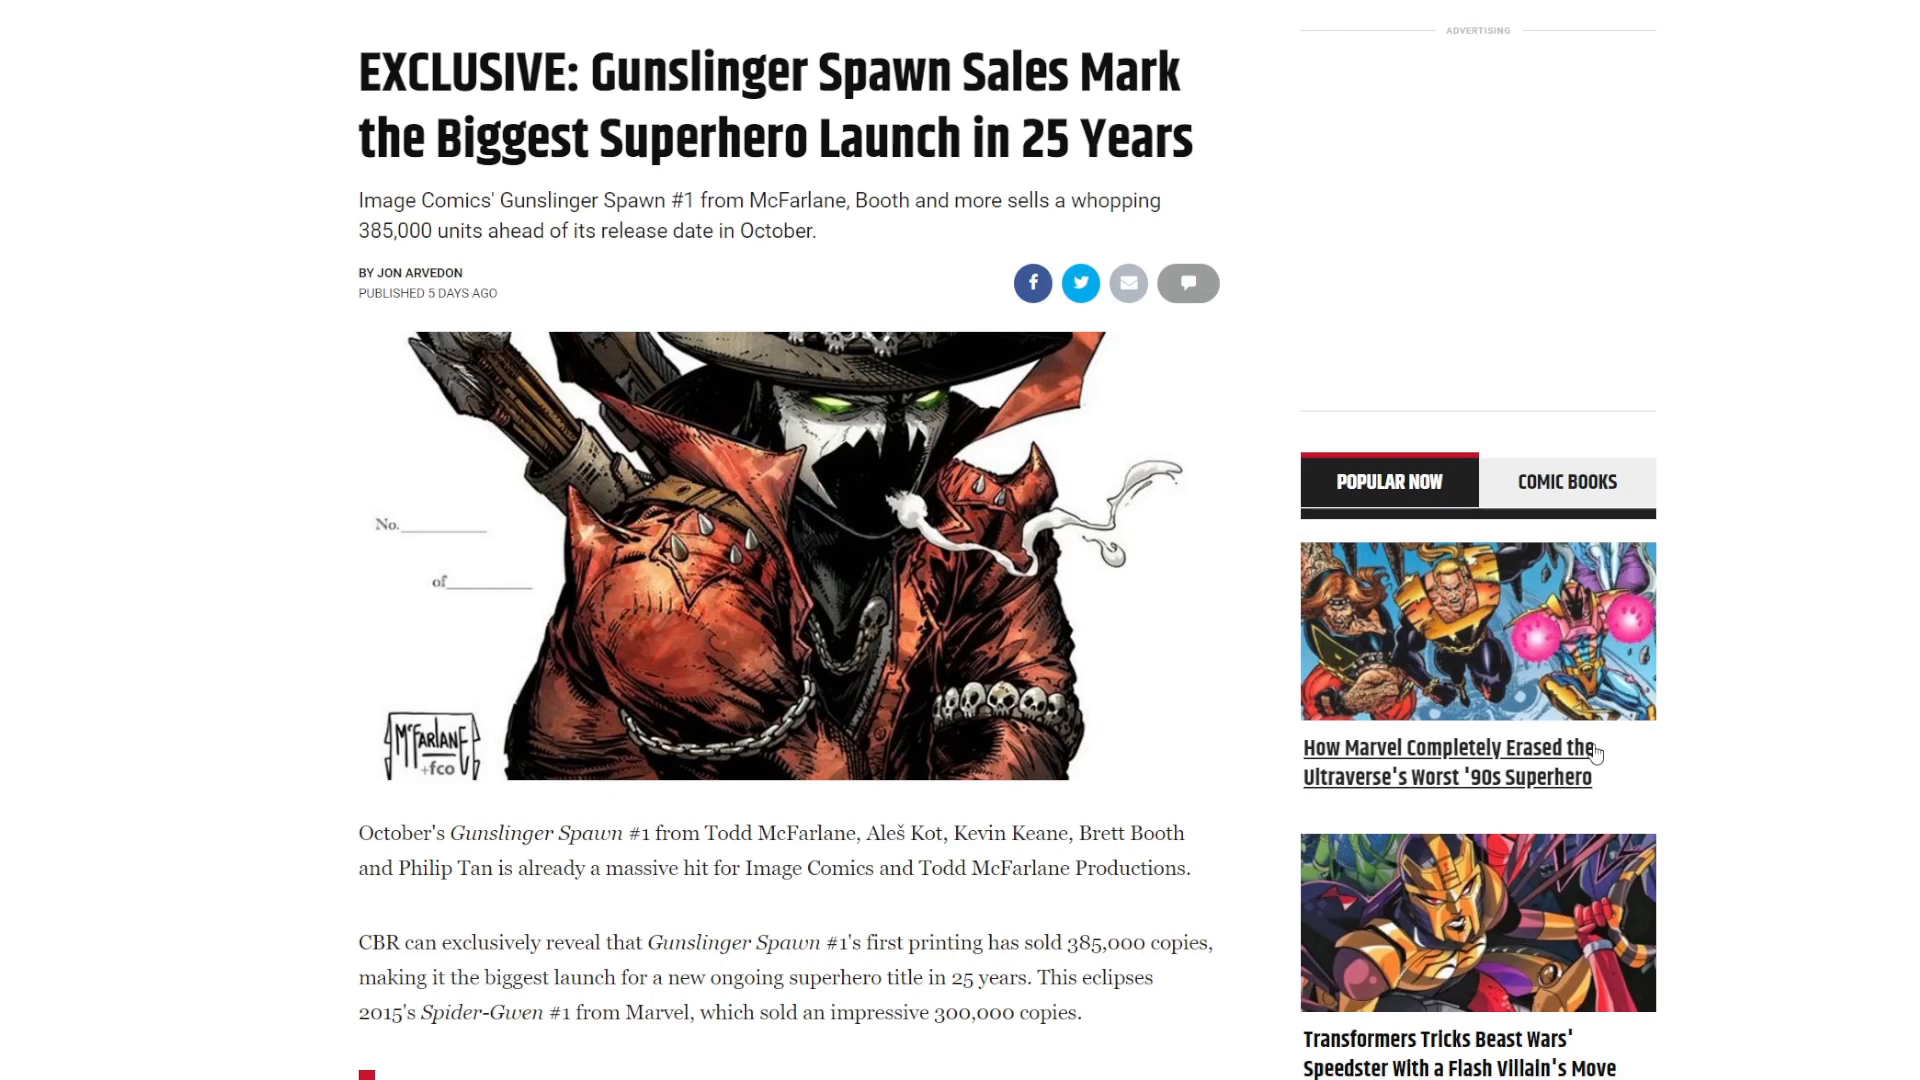 ADVERTISING
EXCLUSIVE: Gunslinger Spawn Sales Mark
the Biggest Superhero Launch in 25 Years
Image Comics' Gunslinger Spawn #1 from McFarlane, Booth and more sells a whopping
385,000 units ahead of its release date in October.
BY JON ARVEDON
PUBLISHED 5 DAYS AGO
No.
of
McFARLANE
+fco
October's Gunslinger Spawn #1 from Todd McFarlane, Aleš Kot, Kevin Keane, Brett Booth
and Philip Tan is already a massive hit for Image Comics and Todd McFarlane Productions.
CBR can exclusively reveal that Gunslinger Spawn #1's first printing has sold 385,000 copies,
making it the biggest launch for a new ongoing superhero title in 25 years. This eclipses
2015's Spider-Gwen #1 from Marvel, which sold an impressive 300,000 copies.
POPULAR NOW
COMIC BOOKS
How Marvel Completely Erased the
Ultraverse's Worst '90s Superhero
Transformers Tricks Beast Wars'
Speedster With a Flash Villain's Move